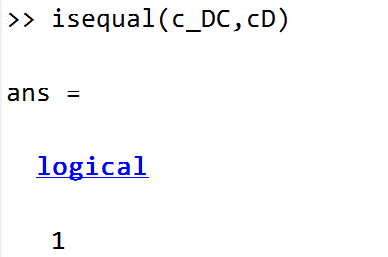 >> isequal(c_DC,cD)
ans =
logical
1